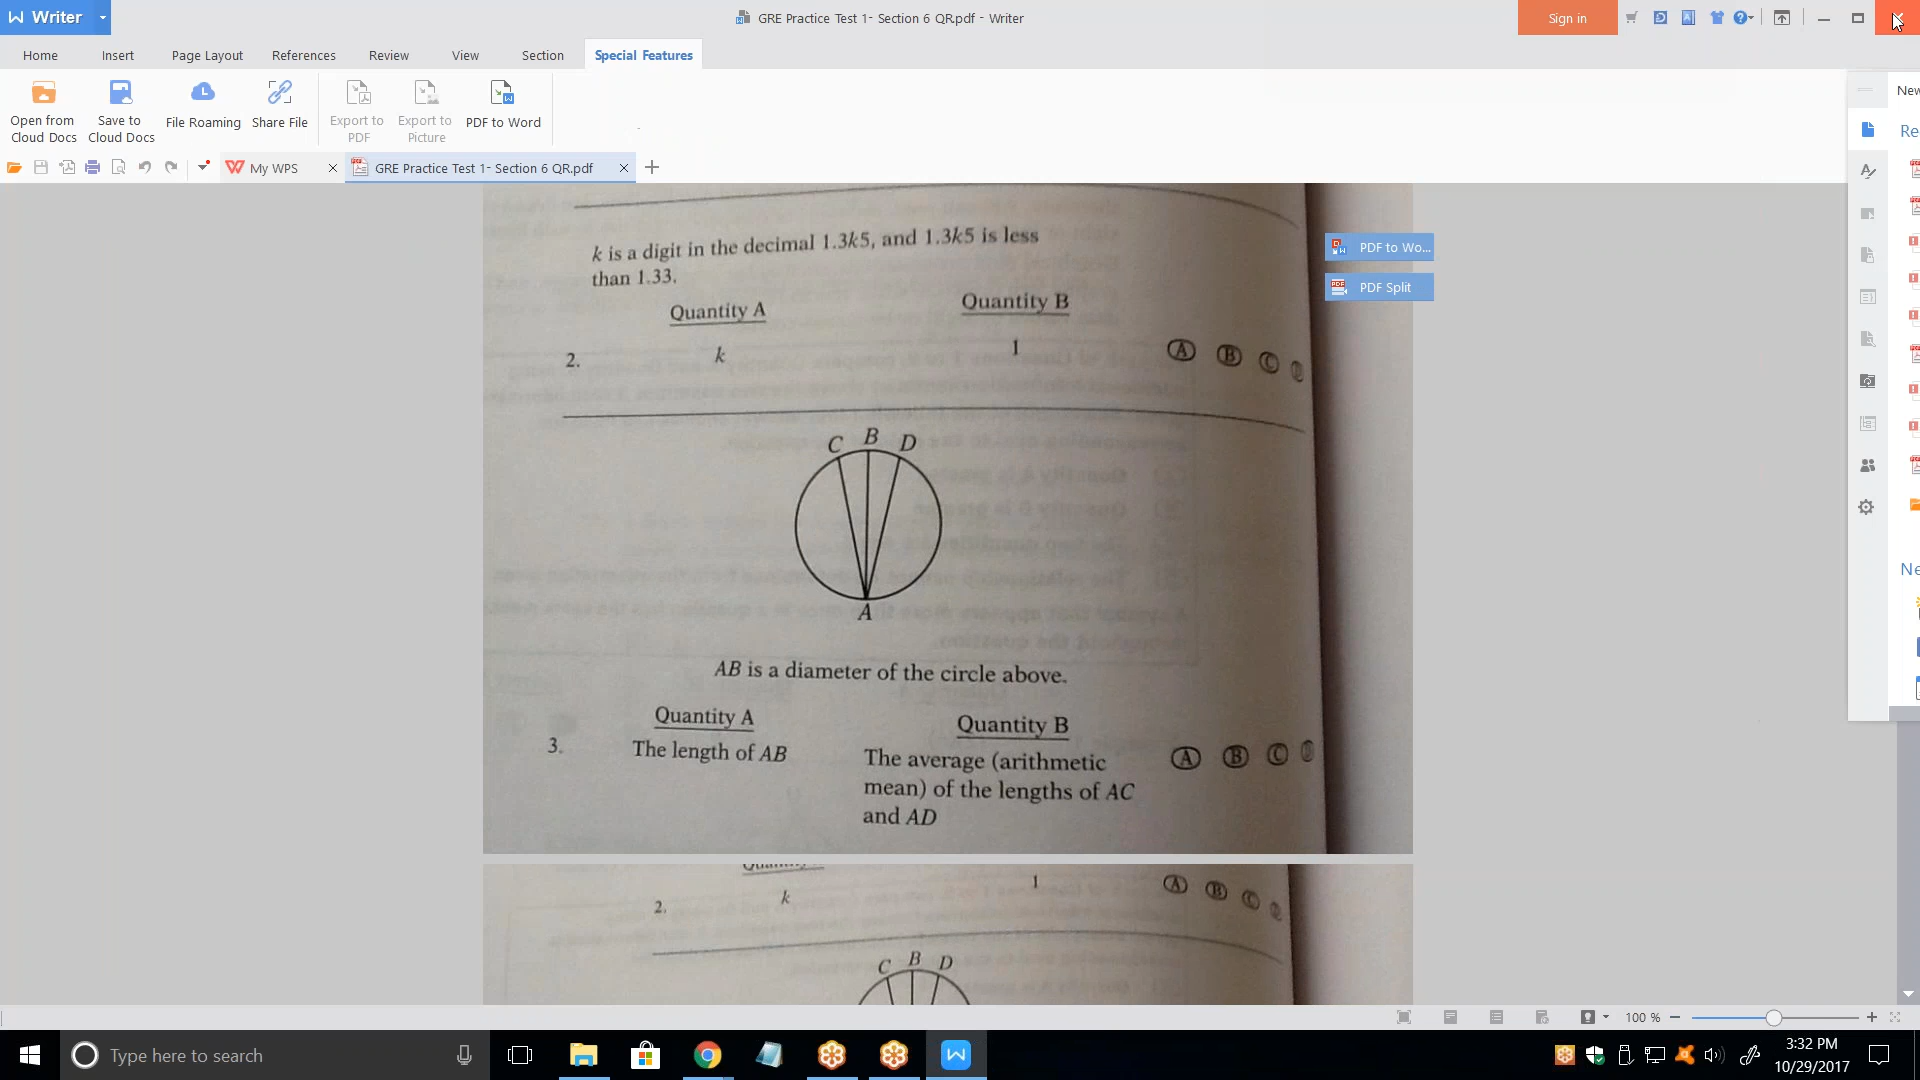 Writer
GRE Practice Test 1- Section 6 QR.pdf - Writer
Sign in
Home
Insert
Page Layout
References
Review
View
Section
Special Features
Open from
Cloud Docs
Save to
Cloud Docs
File Roaming
Share File
Export to
PDF
Export to
Picture
PDF to Word
My WPS
GRE Practice Test 1- Section 6 QR.pdf
New
Re
Ne
k is a digit in the decimal 1.3k5, and 1.3k5 is less
than 1.33.
PDF to Wo...
PDF Split
Quantity A
Quantity B
2.
k
1
A B C D
C B D
A
AB is a diameter of the circle above.
Quantity A
Quantity B
3.
The length of AB
The average (arithmetic
mean) of the lengths of AC
and AD
A B C D
2.
k
1
A B C D
C B D
100 %
Type here to search
3:32 PM
10/29/2017